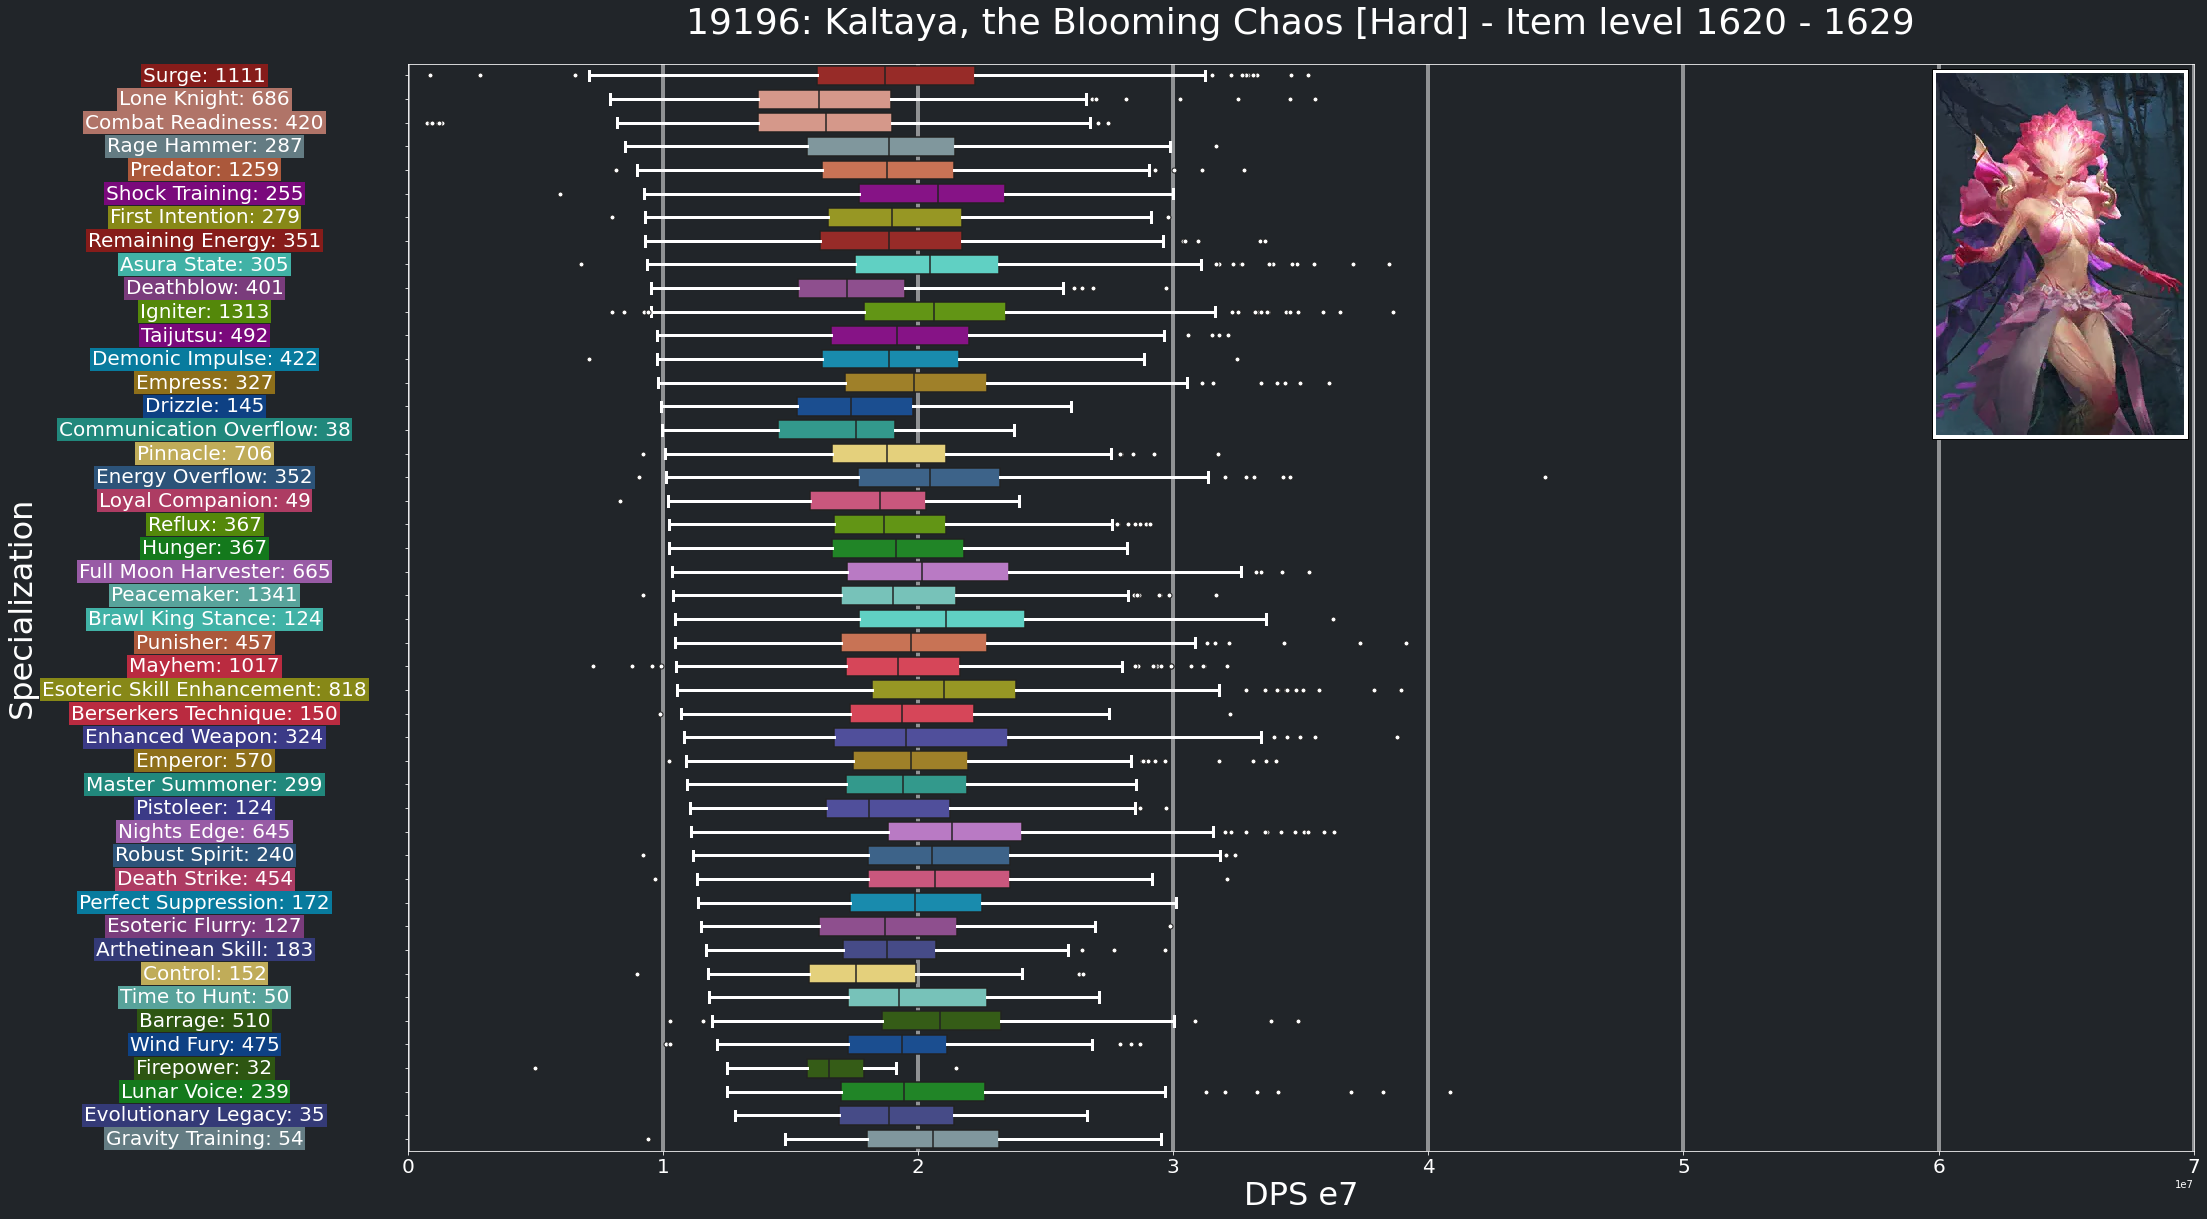 19196: Kaltaya, the Blooming Chaos [Hard] - Item level 1620 - 1629
Surge: 1111
Lone Knight: 686
Combat Readiness: 420
Rage Hammer: 287
Predator: 1259
Shock Training: 255
First Intention: 279
Remaining Energy: 351
Asura State: 305
Deathblow: 401
Igniter: 1313
Taijutsu: 492
Demonic Impulse: 422
Empress: 327
Drizzle: 145
Communication Overflow: 38
Pinnacle: 706
Energy Overflow: 352
Loyal Companion: 49
Reflux: 367
Hunger: 367
Full Moon Harvester: 665
Peacemaker: 1341
Brawl King Stance: 124
Punisher: 457
Mayhem: 1017
Esoteric Skill Enhancement: 818
Berserkers Technique: 150
Enhanced Weapon: 324
Emperor: 570
Master Summoner: 299
Pistoleer: 124
Nights Edge: 645
Robust Spirit: 240
Death Strike: 454
Perfect Suppression: 172
Esoteric Flurry: 127
Arthetinean Skill: 183
Control: 152
Time to Hunt: 50
Barrage: 510
Wind Fury: 475
Firepower: 32
Lunar Voice: 239
Evolutionary Legacy: 35
Gravity Training: 54
Specialization
0 1 2 3 4 5 6 7
1e7
DPS e7